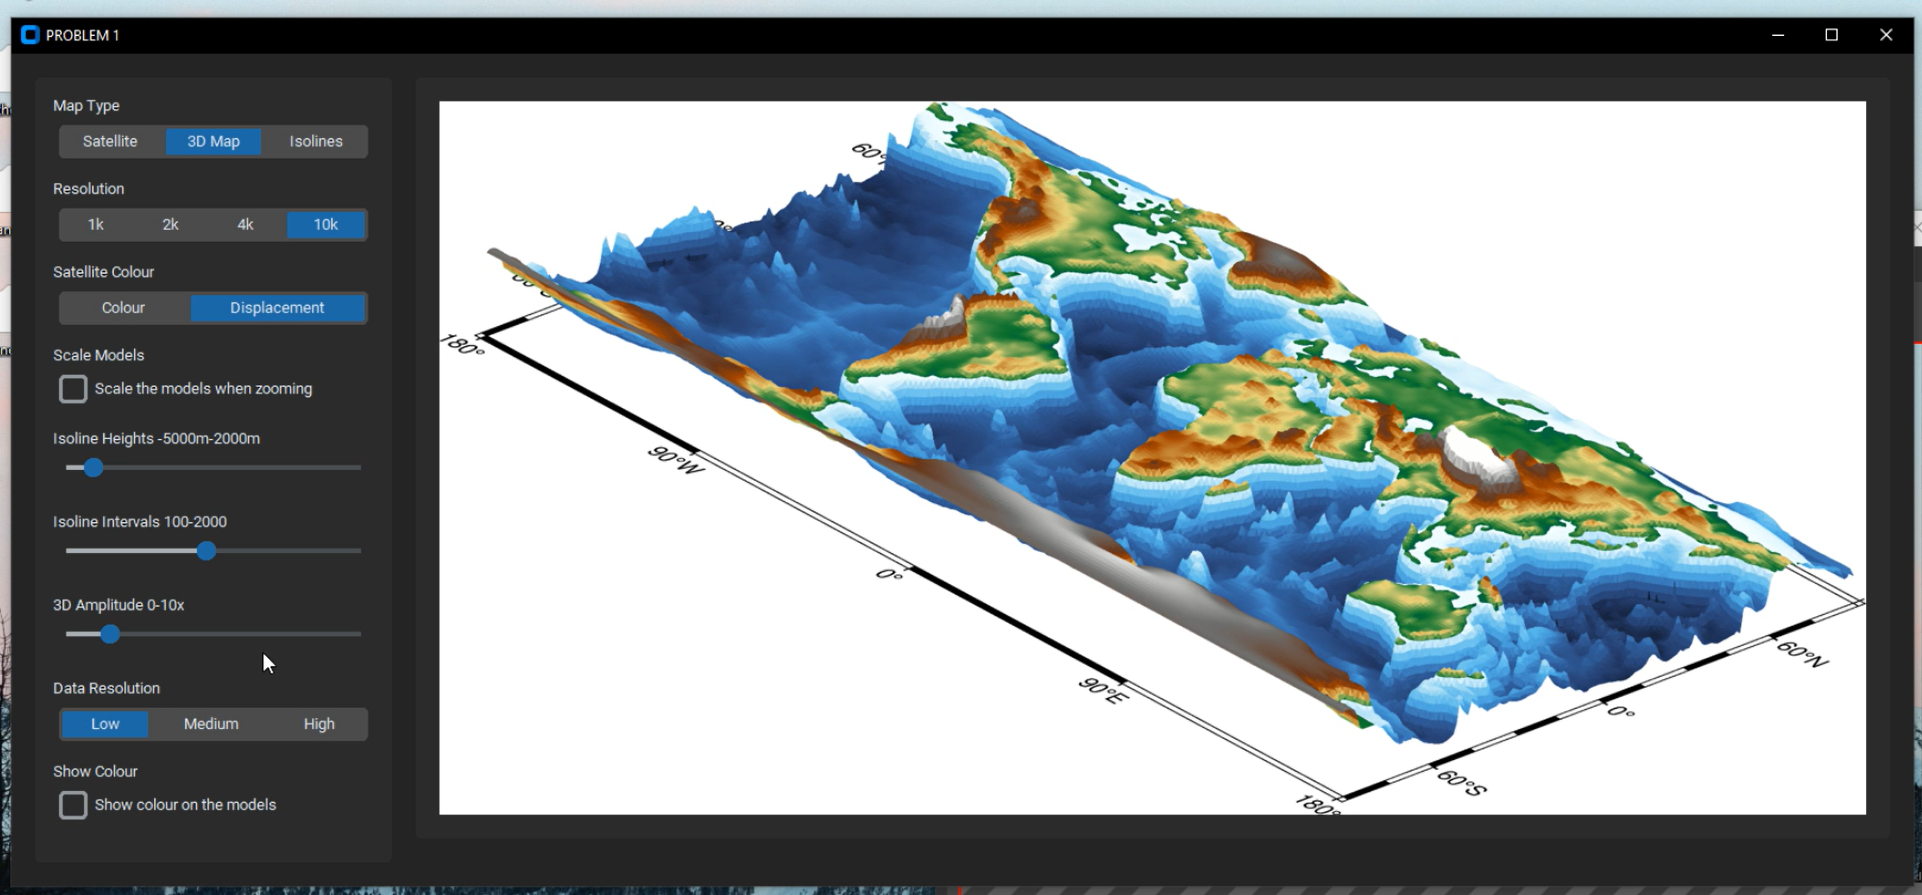 PROBLEM 1
Map Type
Satellite 3D Map Isolines
Resolution
1k 2k 4k 10k
Satellite Colour
Colour Displacement
Scale Models
Scale the models when zooming
Isoline Heights -5000m-2000m
Isoline Intervals 100-2000
3D Amplitude 0-10x
Data Resolution
Low Medium High
Show Colour
Show colour on the models
180°
90°W
0°
90°E
180°
60°S
0°
60°N